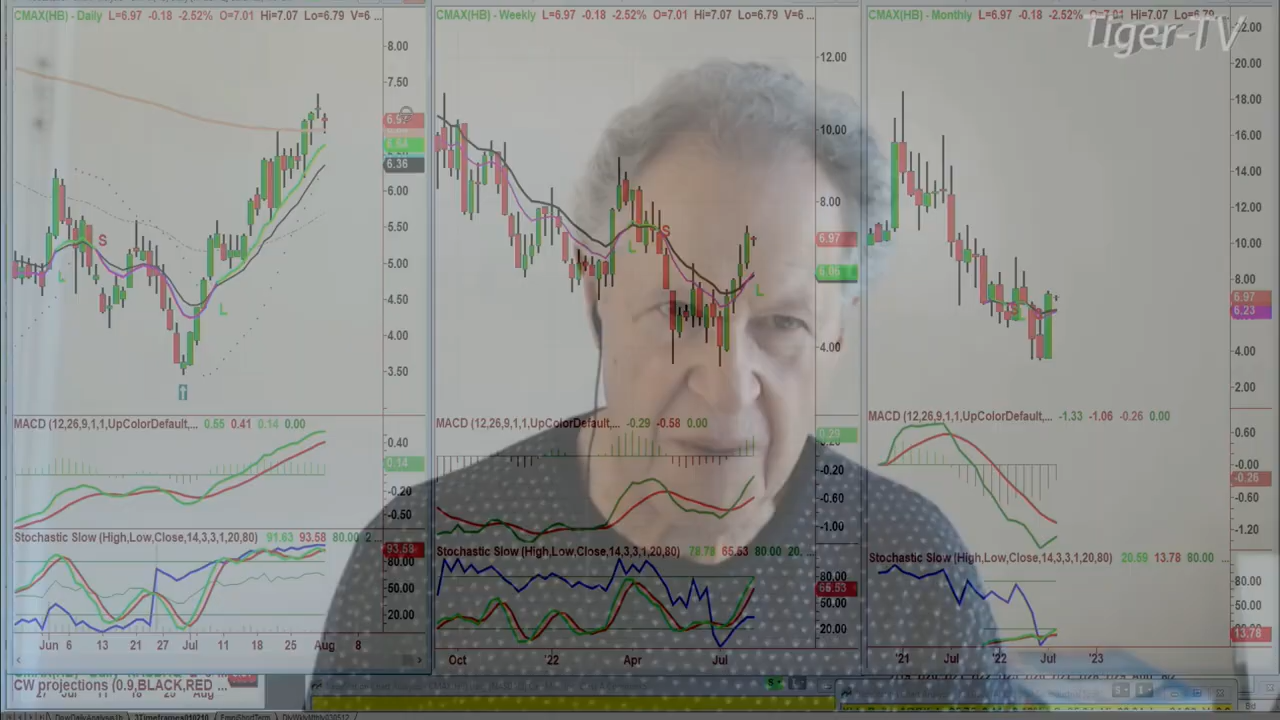 CMAX(HB) - Daily L=6.97 -0.18 -2.52% O=7.01 Hi=7.07 Lo=6.79 V=6 ...
8.00
7.50
6.97
6.36
6.00
5.50
5.00
4.50
4.00
3.50
S
L
L
MACD (12,26,9,1,1,UpColorDefault,... 0.55 0.41 0.14 0.00
0.40
0.14
-0.20
-0.50
Stochastic Slow (High,Low,Close,14,3,3,1,20,80) 91.63 93.58 80.00 2...
93.58
80.00
50.00
20.00
Jun 6 13 21 27 Jul 11 18 25 Aug 8
CW projections (0.9,BLACK,RED ...
CMAX(HB) - Weekly L=6.97 -0.18 -2.52% O=7.01 Hi=7.07 Lo=6.79 V=6 ...
12.00
10.00
8.00
6.97
4.00
L
S
L
MACD (12,26,9,1,1,UpColorDefault,... -0.29 -0.58 0.00
0.29
-0.20
-0.60
-1.00
Stochastic Slow (High,Low,Close,14,3,3,1,20,80) 78.78 65.53 80.00 20...
80.00
65.53
50.00
20.00
Oct '22 Apr Jul
CMAX(HB) - Monthly L=6.97 -0.18 -2.52% O=7.01 Hi=7.07 Lo=6.79 ...
Tiger-TV
22.00
20.00
18.00
16.00
14.00
12.00
10.00
8.00
6.97
6.23
4.00
2.00
MACD (12,26,9,1,1,UpColorDefault,... -1.33 -1.06 -0.26 0.00
0.60
-0.00
-0.26
-0.60
-1.20
Stochastic Slow (High,Low,Close,14,3,3,1,20,80) 20.59 13.78 80.00 ...
80.00
50.00
13.78
'21 Jul '22 Jul '23